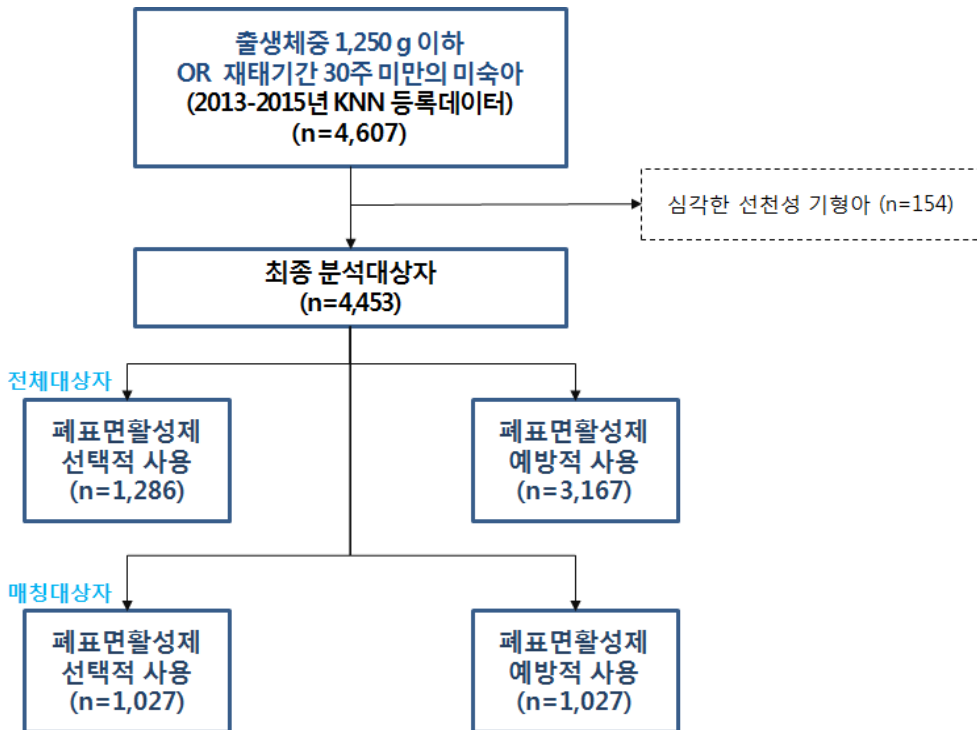 출생체중 1,250 g 이하
OR 재태기간 30주 미만의 미숙아
(2013-2015년 KNN 등록데이터)
(n=4,607)
심각한 선천성 기형아 (n=154)
최종 분석대상자
(n=4,453)
전체대상자
폐표면활성제
선택적 사용
(n=1,286)
폐표면활성제
예방적 사용
(n=3,167)
매칭대상자
폐표면활성제
선택적 사용
(n=1,027)
폐표면활성제
예방적 사용
(n=1,027)